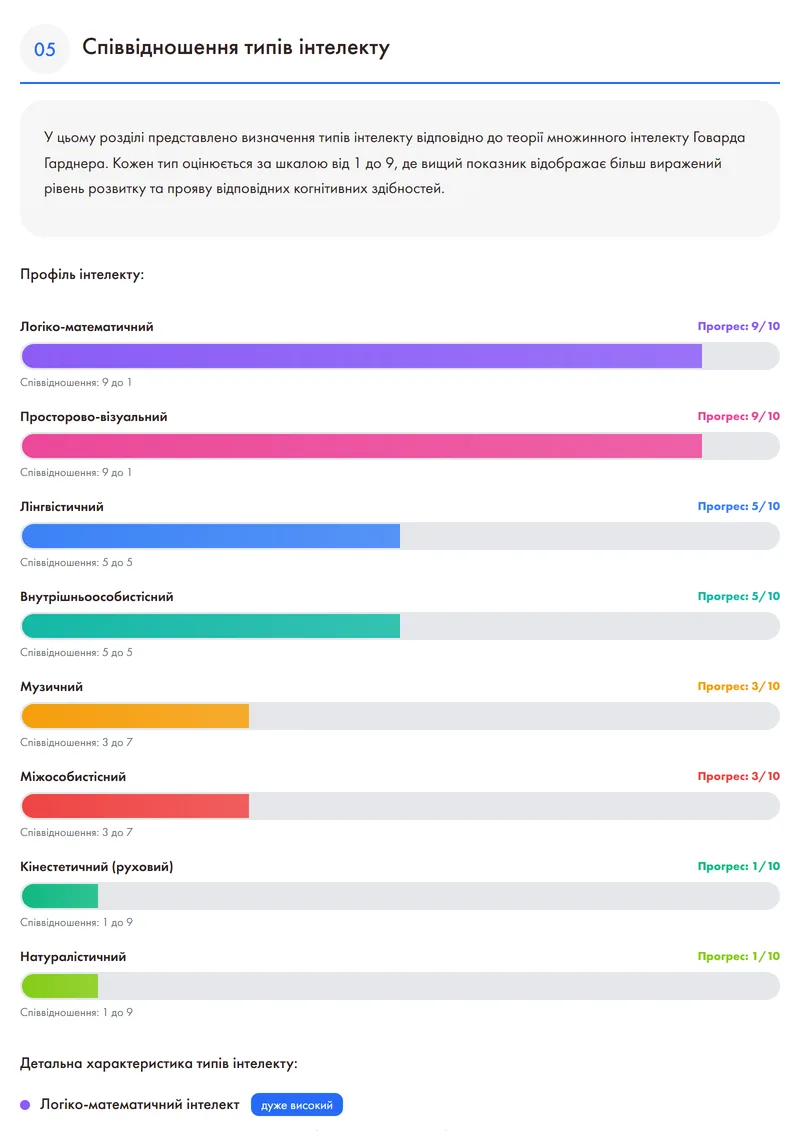 05
Співвідношення типів інтелекту
У цьому розділі представлено визначення типів інтелекту відповідно до теорії множинного інтелекту Говарда
Гарднера. Кожен тип оцінюється за шкалою від 1 до 9, де вищий показник відображає більш виражений
рівень розвитку та прояву відповідних когнітивних здібностей.
Профіль інтелекту:
Логіко-математичний
Прогрес: 9/10
Співвідношення: 9 до 1
Просторово-візуальний
Прогрес: 9/10
Співвідношення: 9 до 1
Лінгвістичний
Прогрес: 5/10
Співвідношення: 5 до 5
Внутрішньоособистісний
Прогрес: 5/10
Співвідношення: 5 до 5
Музичний
Прогрес: 3/10
Співвідношення: 3 до 7
Міжособистісний
Прогрес: 3/10
Співвідношення: 3 до 7
Кінестетичний (руховий)
Прогрес: 1/10
Співвідношення: 1 до 9
Натуралістичний
Прогрес: 1/10
Співвідношення: 1 до 9
Детальна характеристика типів інтелекту:
Логіко-математичний інтелект
дуже високий